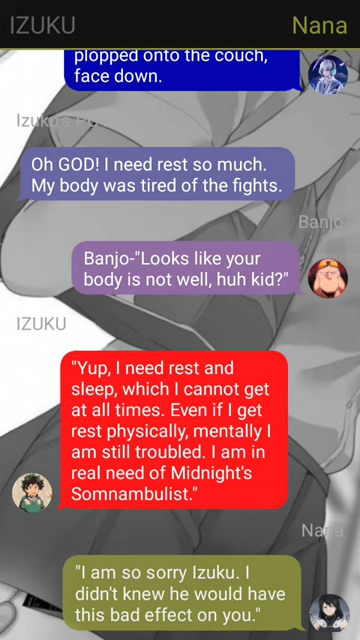 IZUKU Nana
plopped onto the couch,
face down.
Izuku's PO
Oh GOD! I need rest so much.
My body was tired of the fights.
Banjo
Banjo-"Looks like your
body is not well, huh kid?"
IZUKU
"Yup, I need rest and
sleep, which I cannot get
at all times. Even if I get
rest physically, mentally I
am still troubled. I am in
real need of Midnight's
Somnambulist."
Nana
"I am so sorry Izuku. I
didn't knew he would have
this bad effect on you."